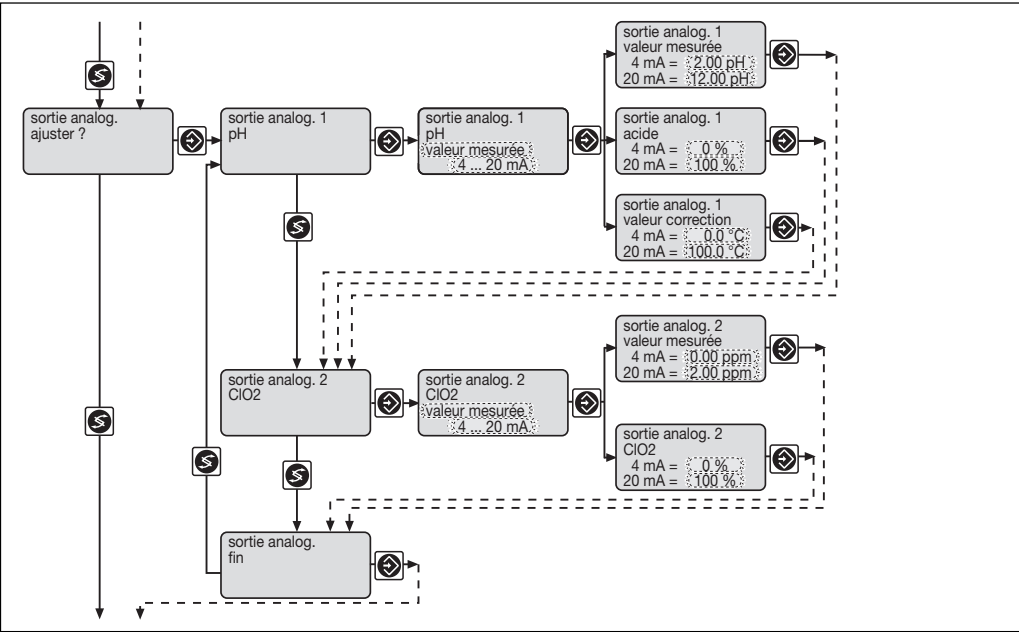 sortie analog. 1
valeur mesurée
4 mA = 2.00 pH
20 mA = 12.00 pH
sortie analog.
ajuster ?
sortie analog. 1
pH
sortie analog. 1
pH
valeur mesurée
4 ... 20 mA
sortie analog. 1
acide
4 mA = 0 %
20 mA = 100 %
sortie analog. 1
valeur correction
4 mA = 0.0 °C
20 mA = 100.0 °C
sortie analog. 2
ClO2
sortie analog. 2
ClO2
valeur mesurée
4 ... 20 mA
sortie analog. 2
valeur mesurée
4 mA = 0.00 ppm
20 mA = 2.00 ppm
sortie analog. 2
ClO2
4 mA = 0 %
20 mA = 100 %
sortie analog.
fin